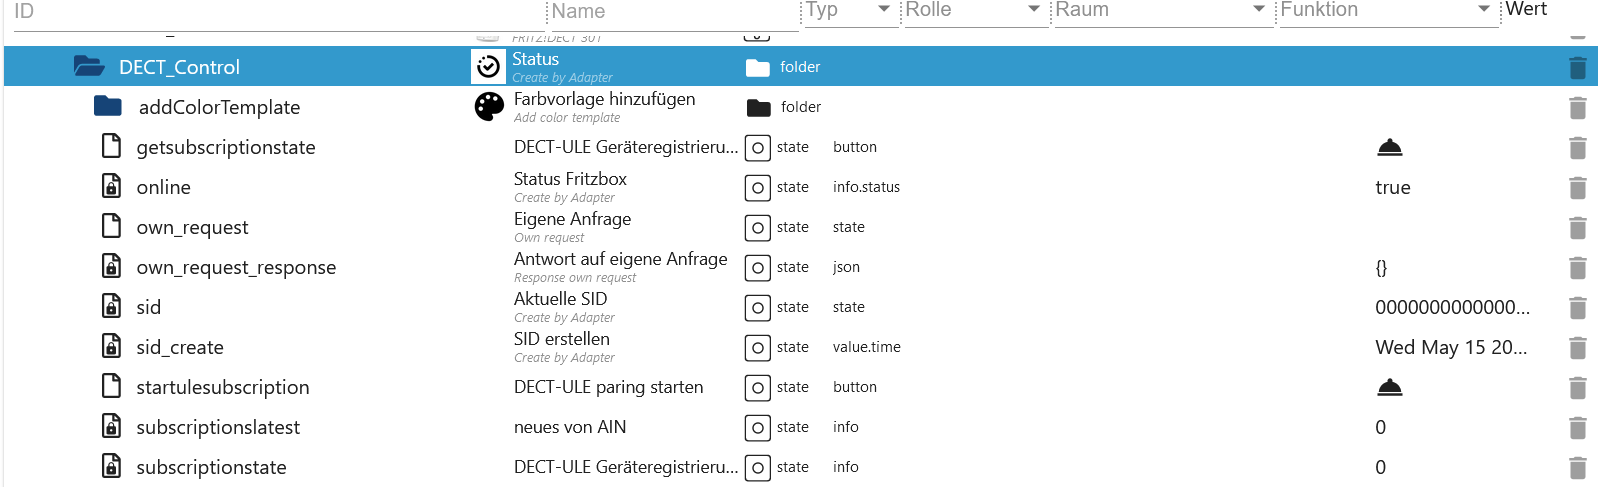 ID Name Typ Rolle Raum Funktion Wert
FRITZ!DECT 301
DECT_Control Status folder
Create by Adapter
addColorTemplate Farbvorlage hinzufügen folder
Add color template
getsubscriptionstate DECT-ULE Geräteregistrieru... state button
online Status Fritzbox state info.status true
Create by Adapter
own_request Eigene Anfrage state state
Own request
own_request_response Antwort auf eigene Anfrage state json {}
Response own request
sid Aktuelle SID state state 0000000000000...
Create by Adapter
sid_create SID erstellen state value.time Wed May 15 20...
Create by Adapter
startulesubscription DECT-ULE paring starten state button
subscriptionslatest neues von AIN state info 0
subscriptionstate DECT-ULE Geräteregistrieru... state info 0